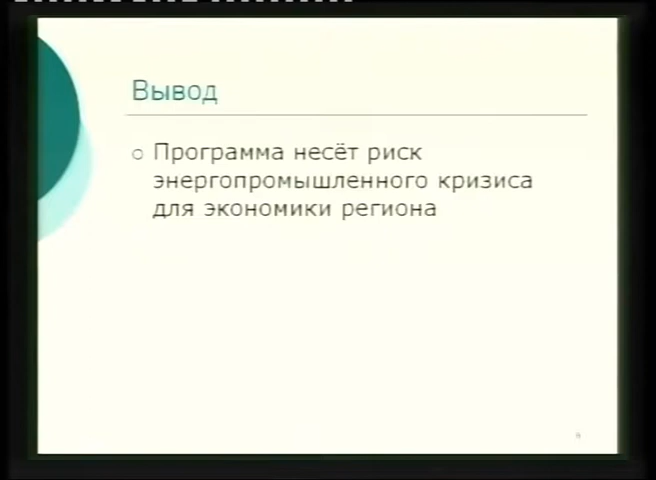 Вывод
Программа несёт риск
энергопромышленного кризиса
для экономики региона